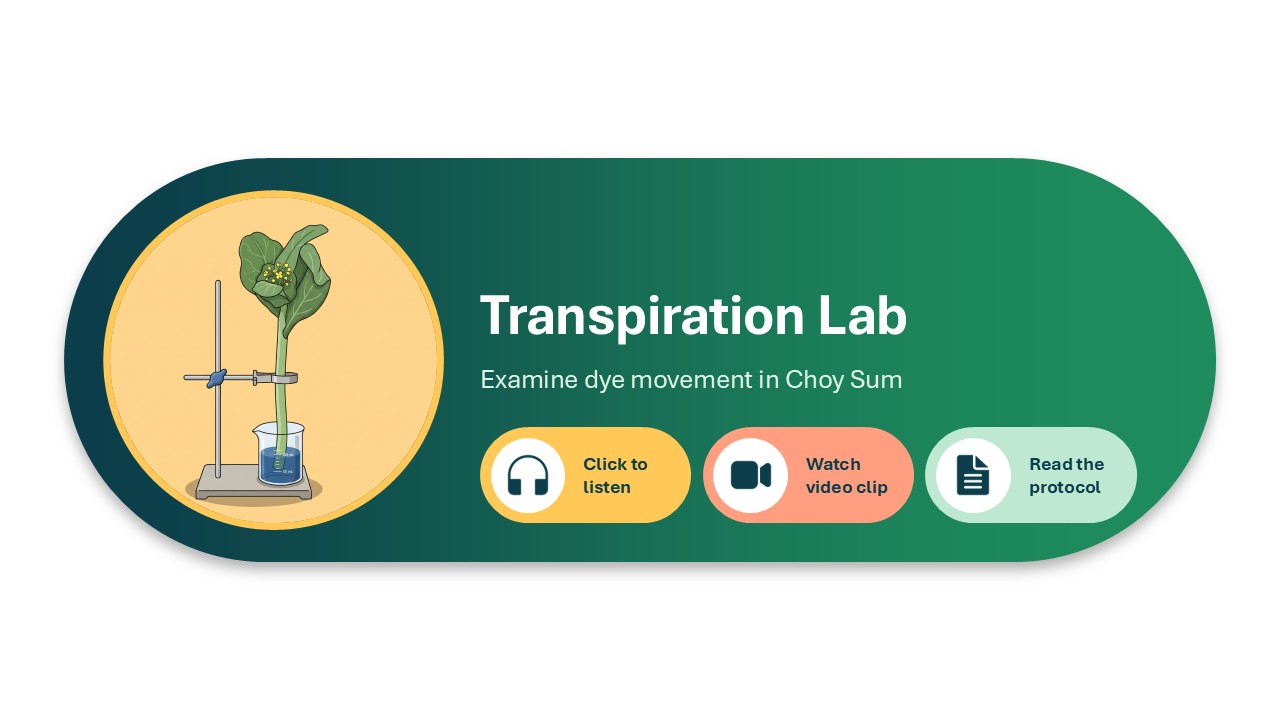 Transpiration Lab
Examine dye movement in Choy Sum
Click to
listen
Watch
video clip
Read the
protocol